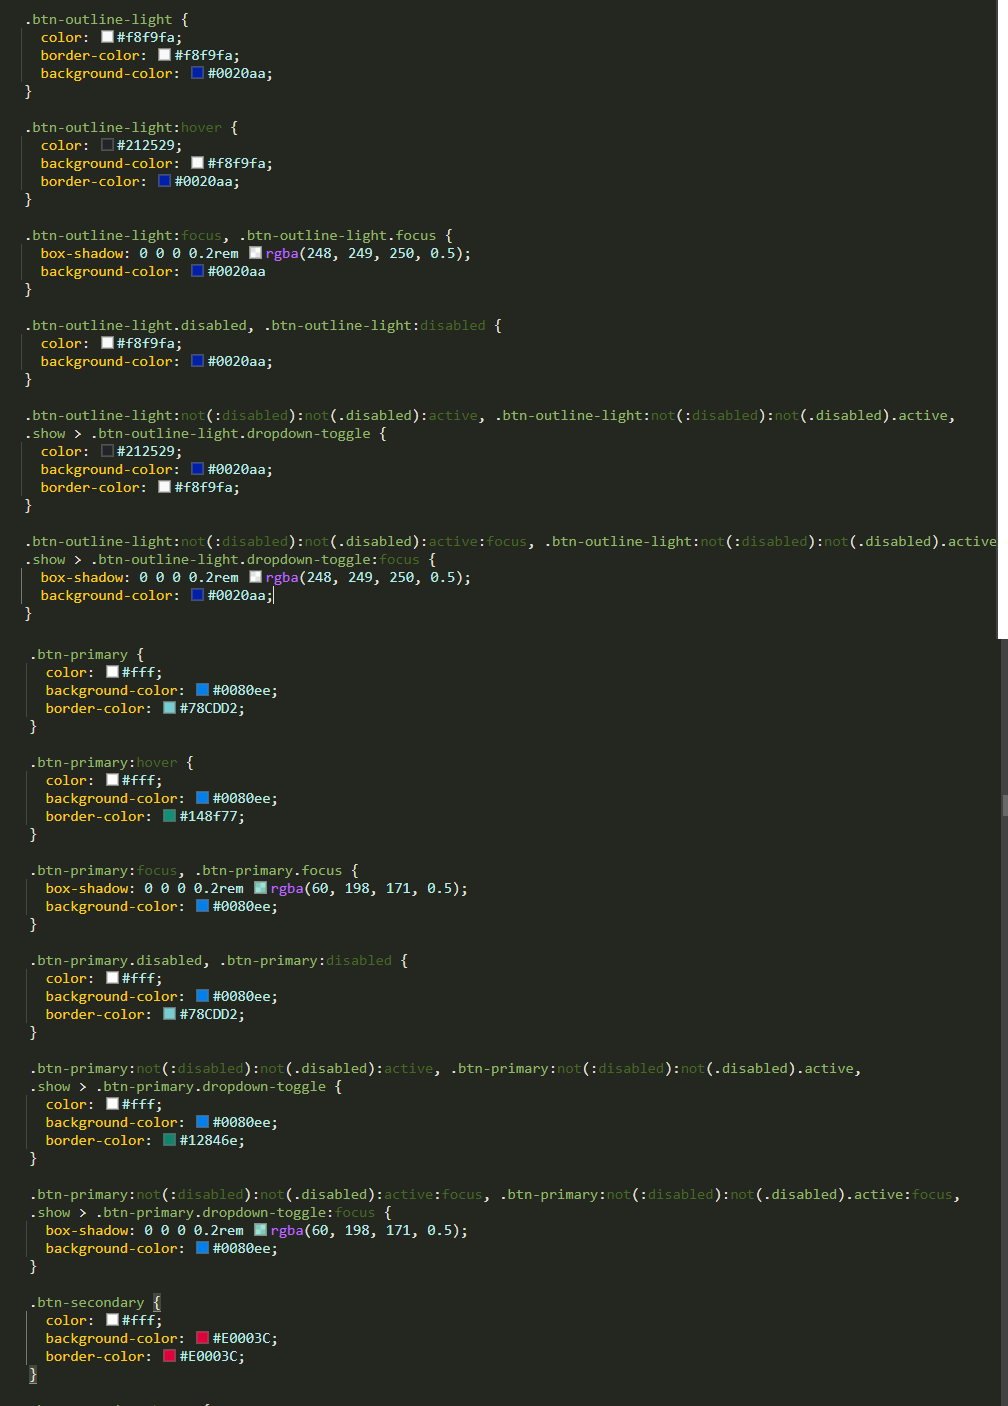 .btn-outline-light {
color: #f8f9fa;
border-color: #f8f9fa;
background-color: #0020aa;
}
.btn-outline-light:hover {
color: #212529;
background-color: #f8f9fa;
border-color: #0020aa;
}
.btn-outline-light:focus, .btn-outline-light.focus {
box-shadow: 0 0 0 0.2rem rgba(248, 249, 250, 0.5);
background-color: #0020aa
}
.btn-outline-light.disabled, .btn-outline-light:disabled {
color: #f8f9fa;
background-color: #0020aa;
}
.btn-outline-light:not(:disabled):not(.disabled):active, .btn-outline-light:not(:disabled):not(.disabled).active,
.show > .btn-outline-light.dropdown-toggle {
color: #212529;
background-color: #0020aa;
border-color: #f8f9fa;
}
.btn-outline-light:not(:disabled):not(.disabled):active:focus, .btn-outline-light:not(:disabled):not(.disabled).active
.show > .btn-outline-light.dropdown-toggle:focus {
box-shadow: 0 0 0 0.2rem rgba(248, 249, 250, 0.5);
background-color: #0020aa;
}
.btn-primary {
color: #fff;
background-color: #0080ee;
border-color: #78CDD2;
}
.btn-primary:hover {
color: #fff;
background-color: #0080ee;
border-color: #148f77;
}
.btn-primary:focus, .btn-primary.focus {
box-shadow: 0 0 0 0.2rem rgba(60, 198, 171, 0.5);
background-color: #0080ee;
}
.btn-primary.disabled, .btn-primary:disabled {
color: #fff;
background-color: #0080ee;
border-color: #78CDD2;
}
.btn-primary:not(:disabled):not(.disabled):active, .btn-primary:not(:disabled):not(.disabled).active,
.show > .btn-primary.dropdown-toggle {
color: #fff;
background-color: #0080ee;
border-color: #12846e;
}
.btn-primary:not(:disabled):not(.disabled):active:focus, .btn-primary:not(:disabled):not(.disabled).active:focus,
.show > .btn-primary.dropdown-toggle:focus {
box-shadow: 0 0 0 0.2rem rgba(60, 198, 171, 0.5);
background-color: #0080ee;
}
.btn-secondary {
color: #fff;
background-color: #E0003C;
border-color: #E0003C;
}